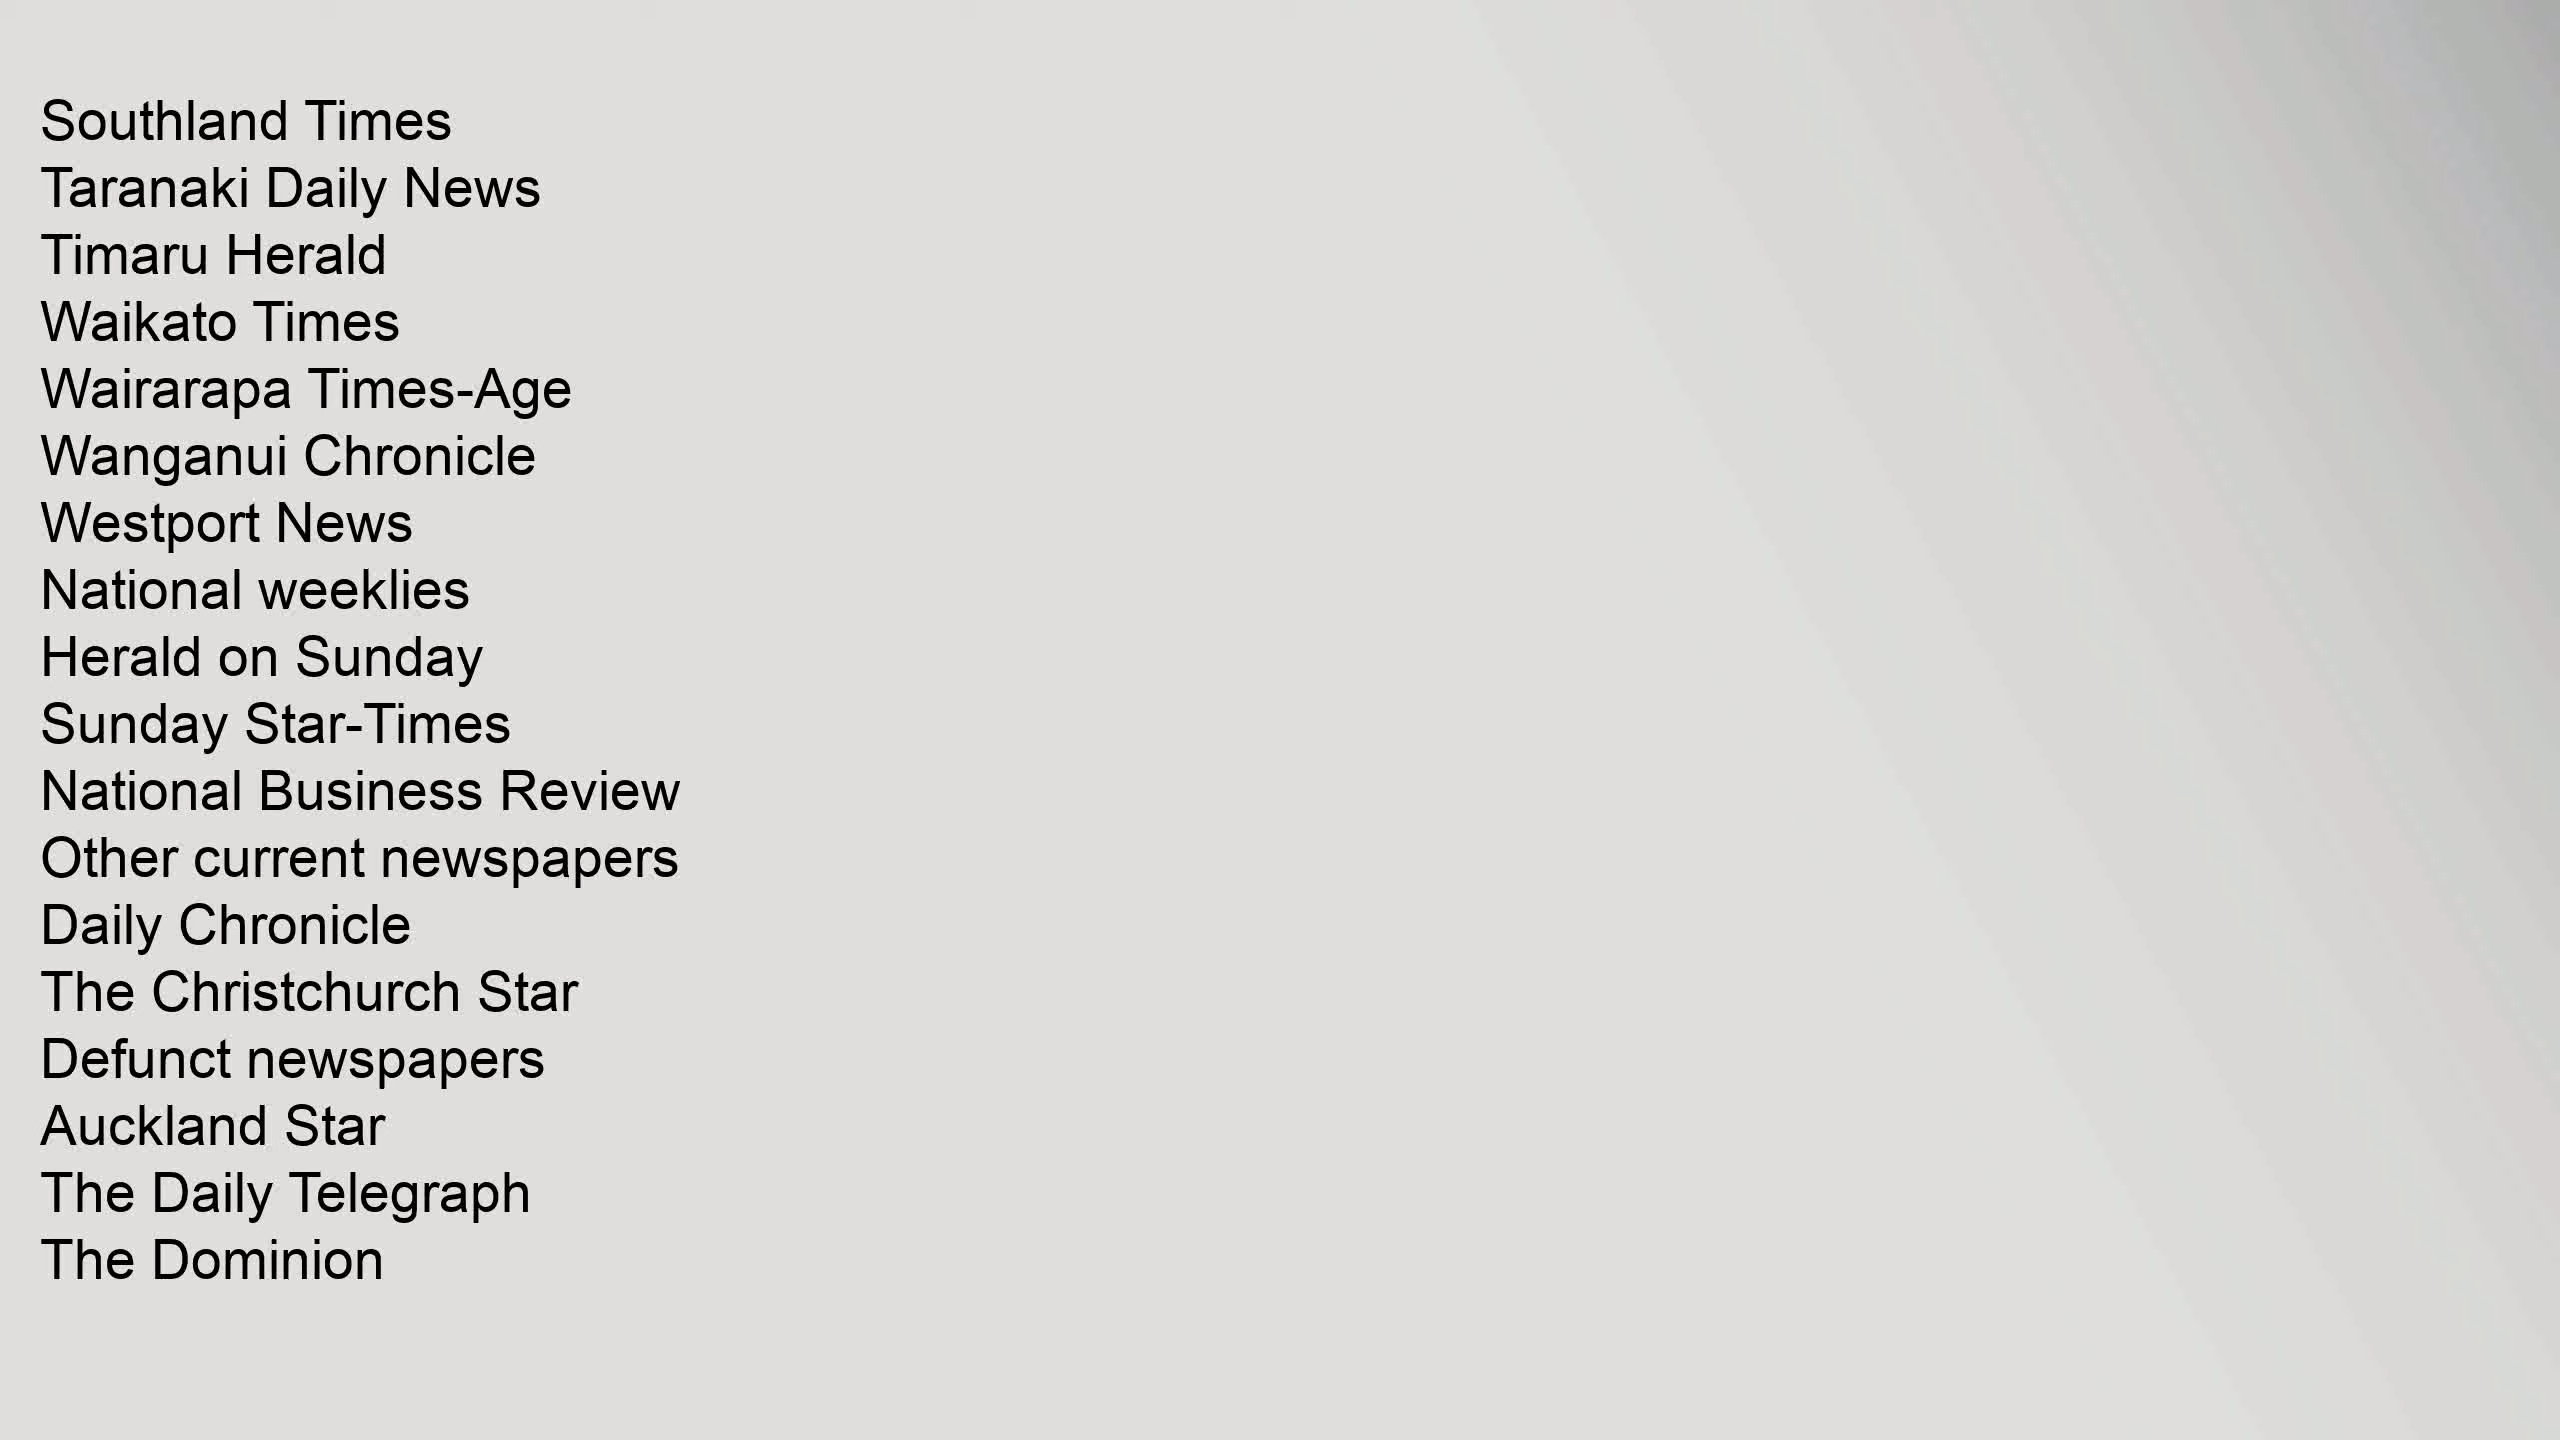 Southland Times
Taranaki Daily News
Timaru Herald
Waikato Times
Wairarapa Times-Age
Wanganui Chronicle
Westport News
National weeklies
Herald on Sunday
Sunday Star-Times
National Business Review
Other current newspapers
Daily Chronicle
The Christchurch Star
Defunct newspapers
Auckland Star
The Daily Telegraph
The Dominion